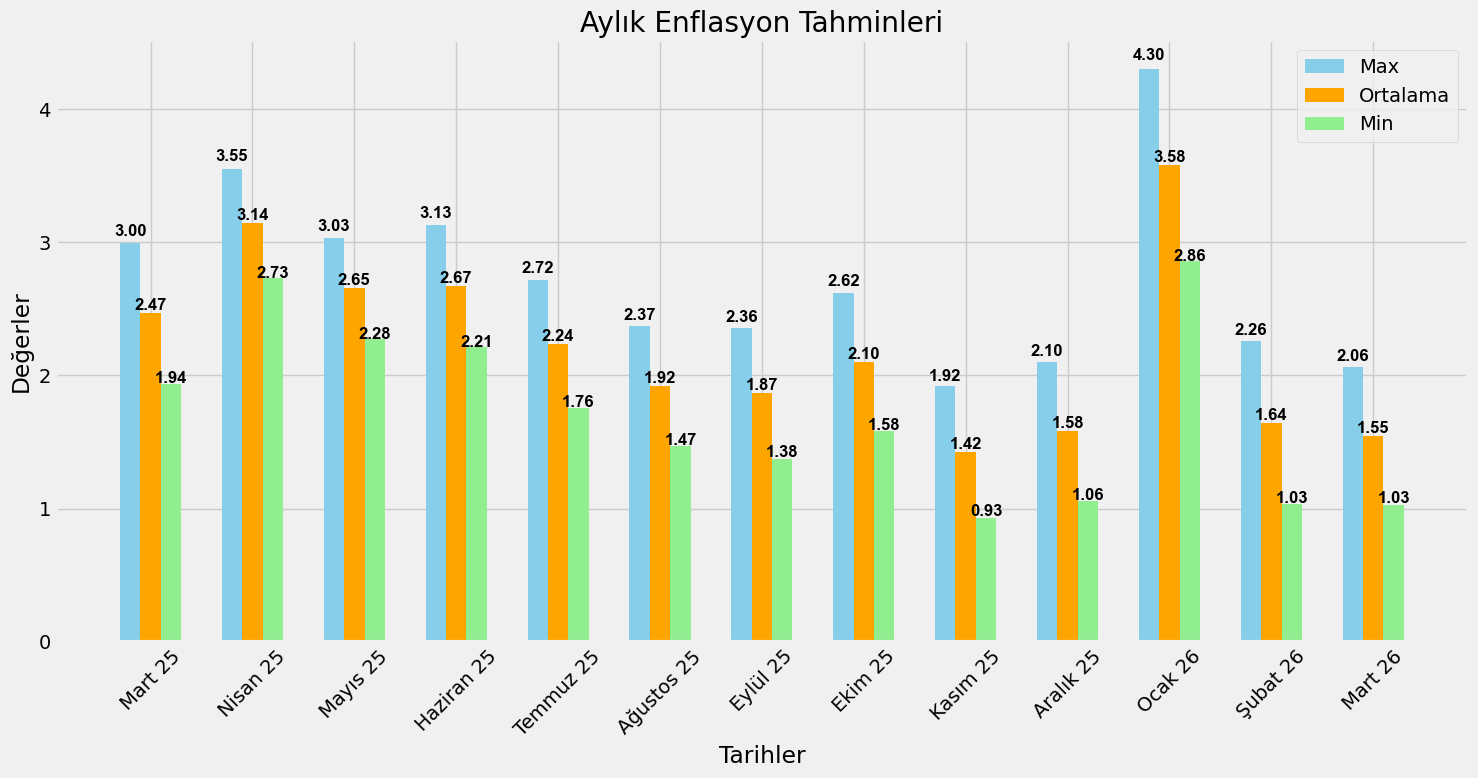 Aylık Enflasyon Tahminleri
Max
Ortalama
Min
Değerler
4
3
2
1
0
3.00
2.47
1.94
3.55
3.14
2.73
3.03
2.65
2.28
3.13
2.67
2.21
2.72
2.24
1.76
2.37
1.92
1.47
2.36
1.87
1.38
2.62
2.10
1.58
1.92
1.42
0.93
2.10
1.58
1.06
4.30
3.58
2.86
2.26
1.64
1.03
2.06
1.55
1.03
Mart 25
Nisan 25
Mayıs 25
Haziran 25
Temmuz 25
Ağustos 25
Eylül 25
Ekim 25
Kasım 25
Aralık 25
Ocak 26
Şubat 26
Mart 26
Tarihler